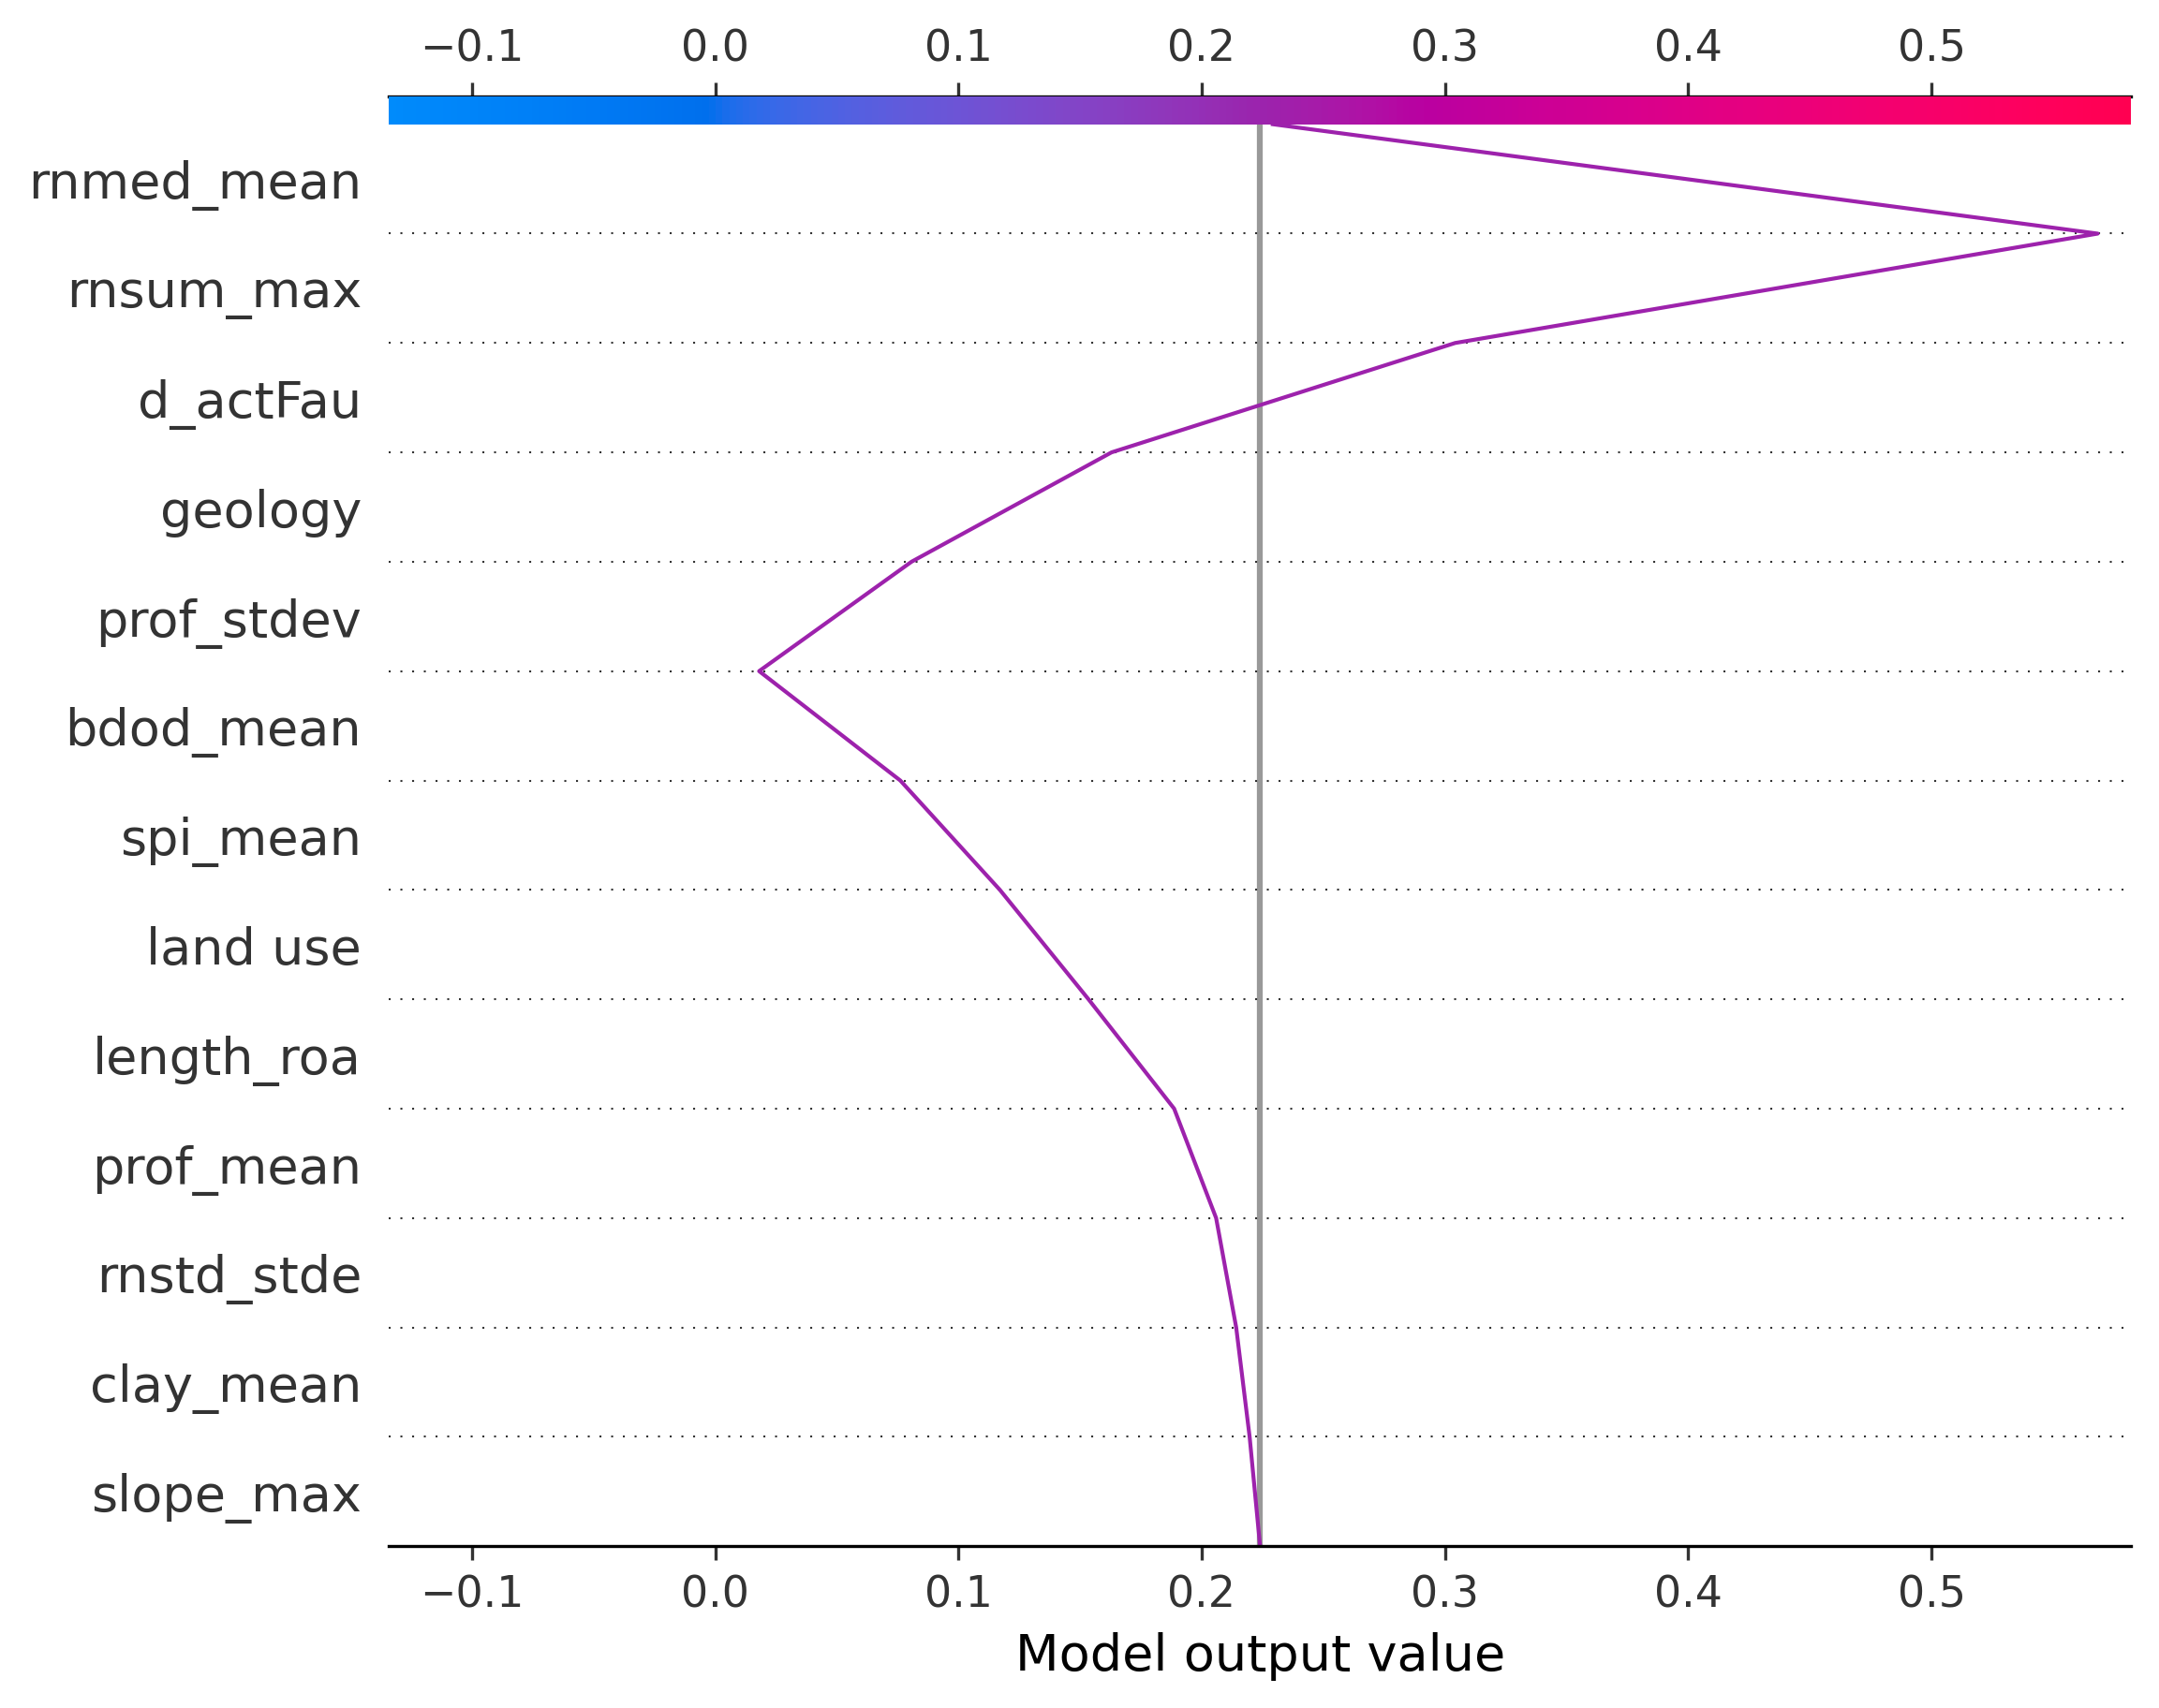 −0.1 0.0 0.1 0.2 0.3 0.4 0.5
rnmed_mean
rnsum_max
d_actFau
geology
prof_stdev
bdod_mean
spi_mean
land use
length_roa
prof_mean
rnstd_stde
clay_mean
slope_max
−0.1 0.0 0.1 0.2 0.3 0.4 0.5
Model output value